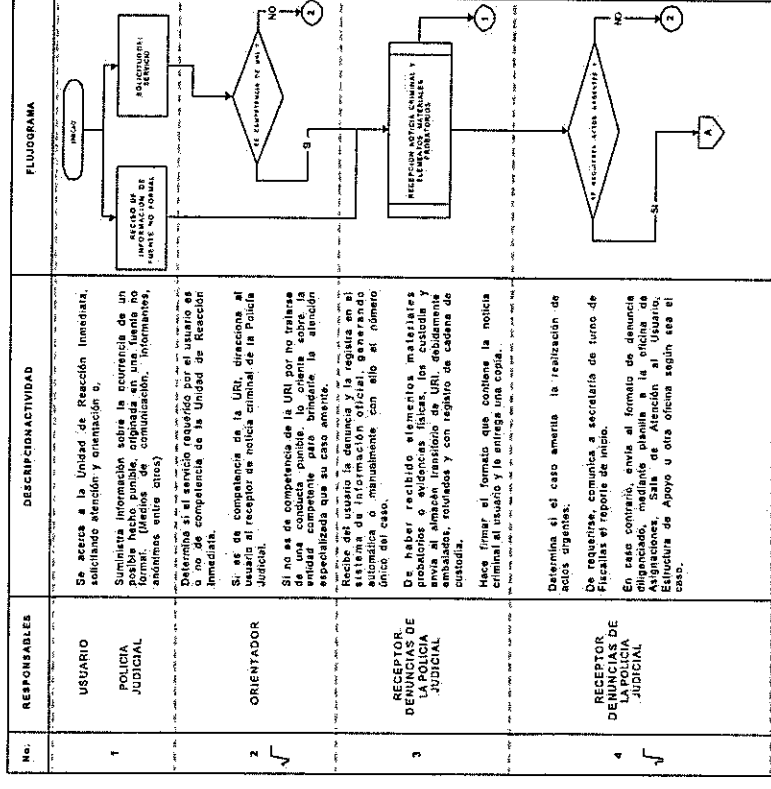 No.
RESPONSABLES
DESCRIPCION ACTIVIDAD
FLUJOGRAMA
1
USUARIO
POLICIA
JUDICIAL
Se acerca a la Unidad de Reacción Inmediata,
solicitando atención y orientación o,
Suministra información sobre la ocurrencia de un
posible hecho punible, originada en una fuente no
formal. (Medios de comunicación, informantes,
anónimos entre otros)
INICIO
RECIBO DE
INFORMACION DE
FUENTE NO FORMAL
SOLICITUD DEL
SERVICIO
2
√
ORIENTADOR
Determina si el servicio requerido por el usuario es
o no de competencia de la Unidad de Reacción
Inmediata.
Si es de competencia de la URI, direcciona al
usuario al receptor de noticia criminal de la Policía
Judicial.
Si no es de competencia de la URI por no tratarse
de una conducta punible, lo orienta sobre la
entidad competente para brindarle la atención
especializada que su caso amerite.
ES COMPETENCIA DE URI ?
NO
2
SI
3
RECEPTOR
DENUNCIAS DE
LA POLICIA
JUDICIAL
Recibe del usuario la denuncia y la registra en el
sistema de información oficial, generando
automática o manualmente con ello el número
único del caso.
De haber recibido elementos materiales
probatorios o evidencias físicas, los custodia y
envía al almacén transitorio de URI, debidamente
embalados, rotulados y con registro de cadena de
custodia.
Hace firmar el formato que contiene la noticia
criminal al usuario y le entrega una copia.
RECEPCION NOTICIA CRIMINAL Y
ELEMENTOS MATERIALES
PROBATORIOS
1
4
√
RECEPTOR
DENUNCIAS DE
LA POLICIA
JUDICIAL
Determina si el caso amerita la realización de
actos urgentes.
De requerirse, comunica a secretaría de turno de
Fiscalías el reporte de inicio.
En caso contrario, envía el formato de denuncia
diligenciado, mediante planilla a la oficina de
Asignaciones, Sala de Atención al Usuario,
Estructura de Apoyo u otra oficina según sea el
caso.
SE REQUIEREN ACTOS URGENTES ?
NO
2
SI
A